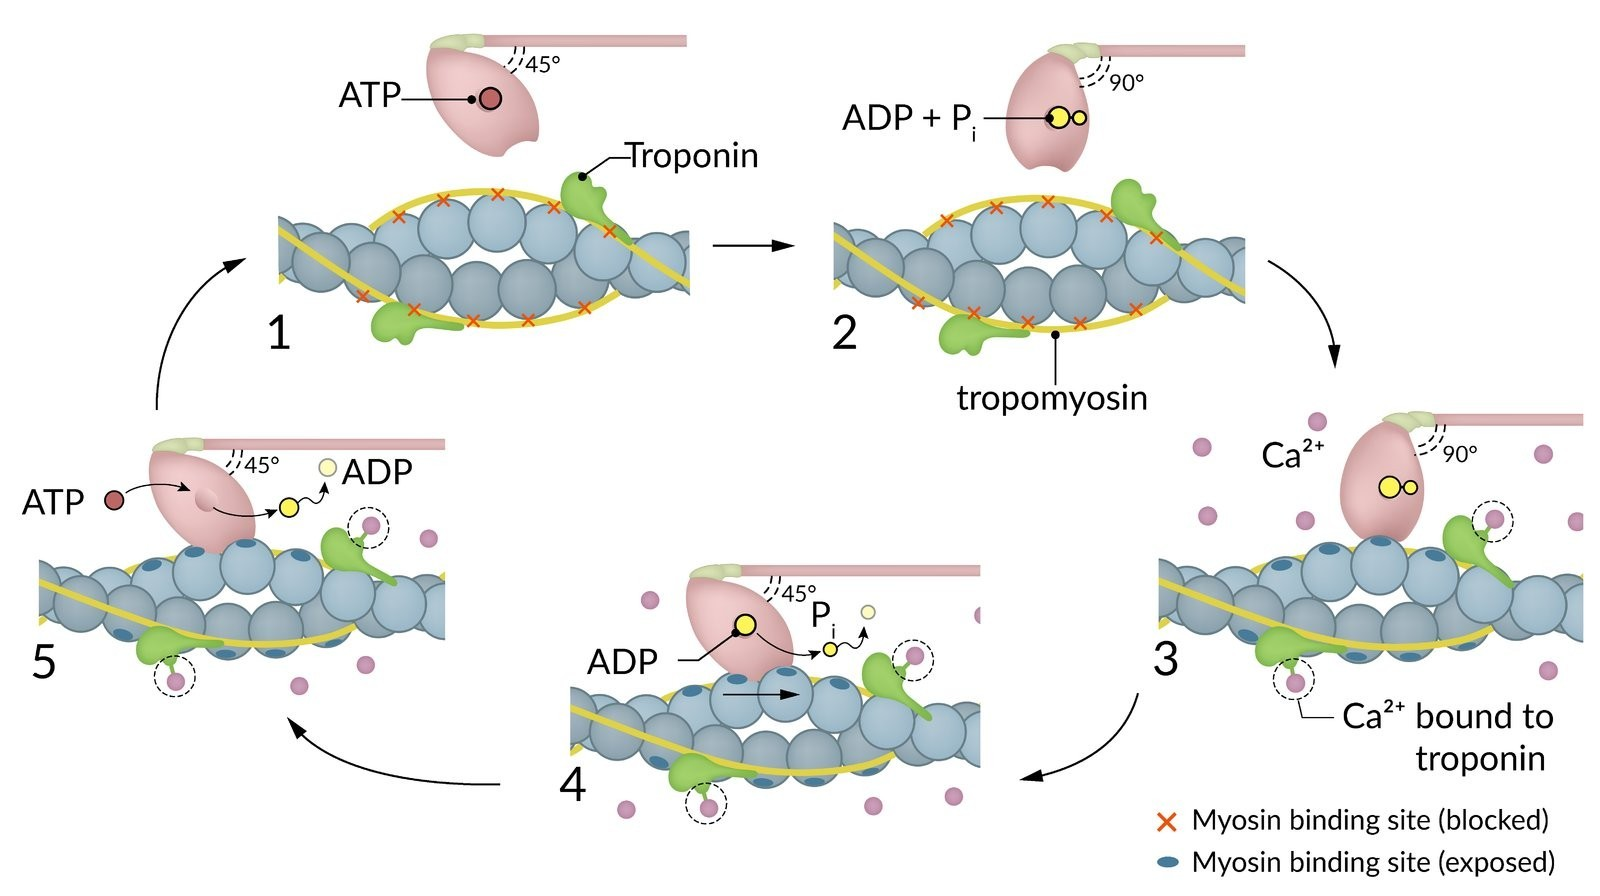 ATP
45°
Troponin
1
ADP + Pi
90°
2
tropomyosin
Ca²⁺
90°
3
Ca²⁺ bound to
troponin
45°
Pi
ADP
4
ATP
45°
ADP
5
Myosin binding site (blocked)
Myosin binding site (exposed)